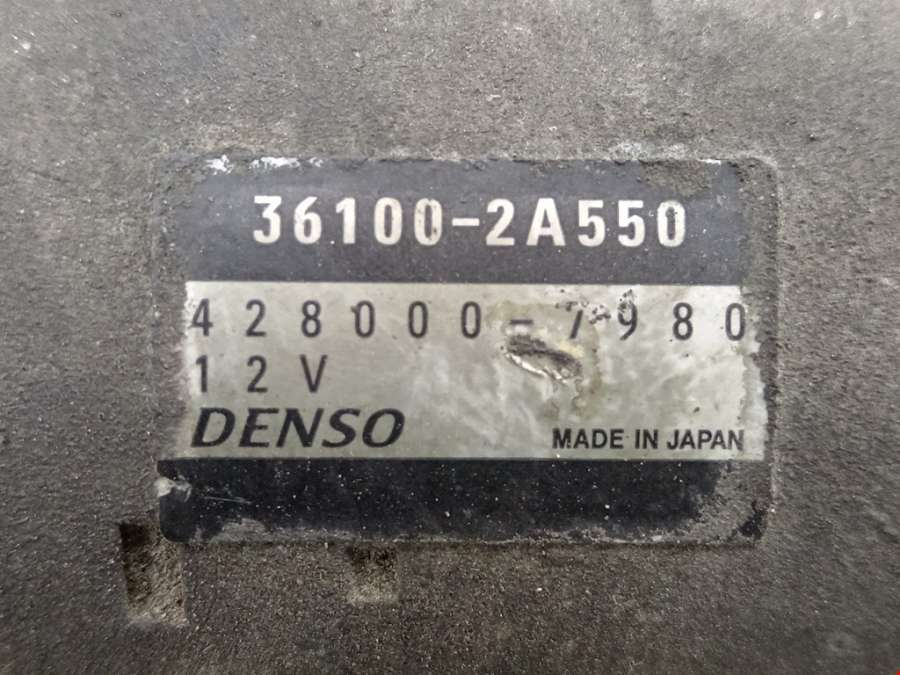 36100-2A550
428000-7980
12V
DENSO
MADE IN JAPAN